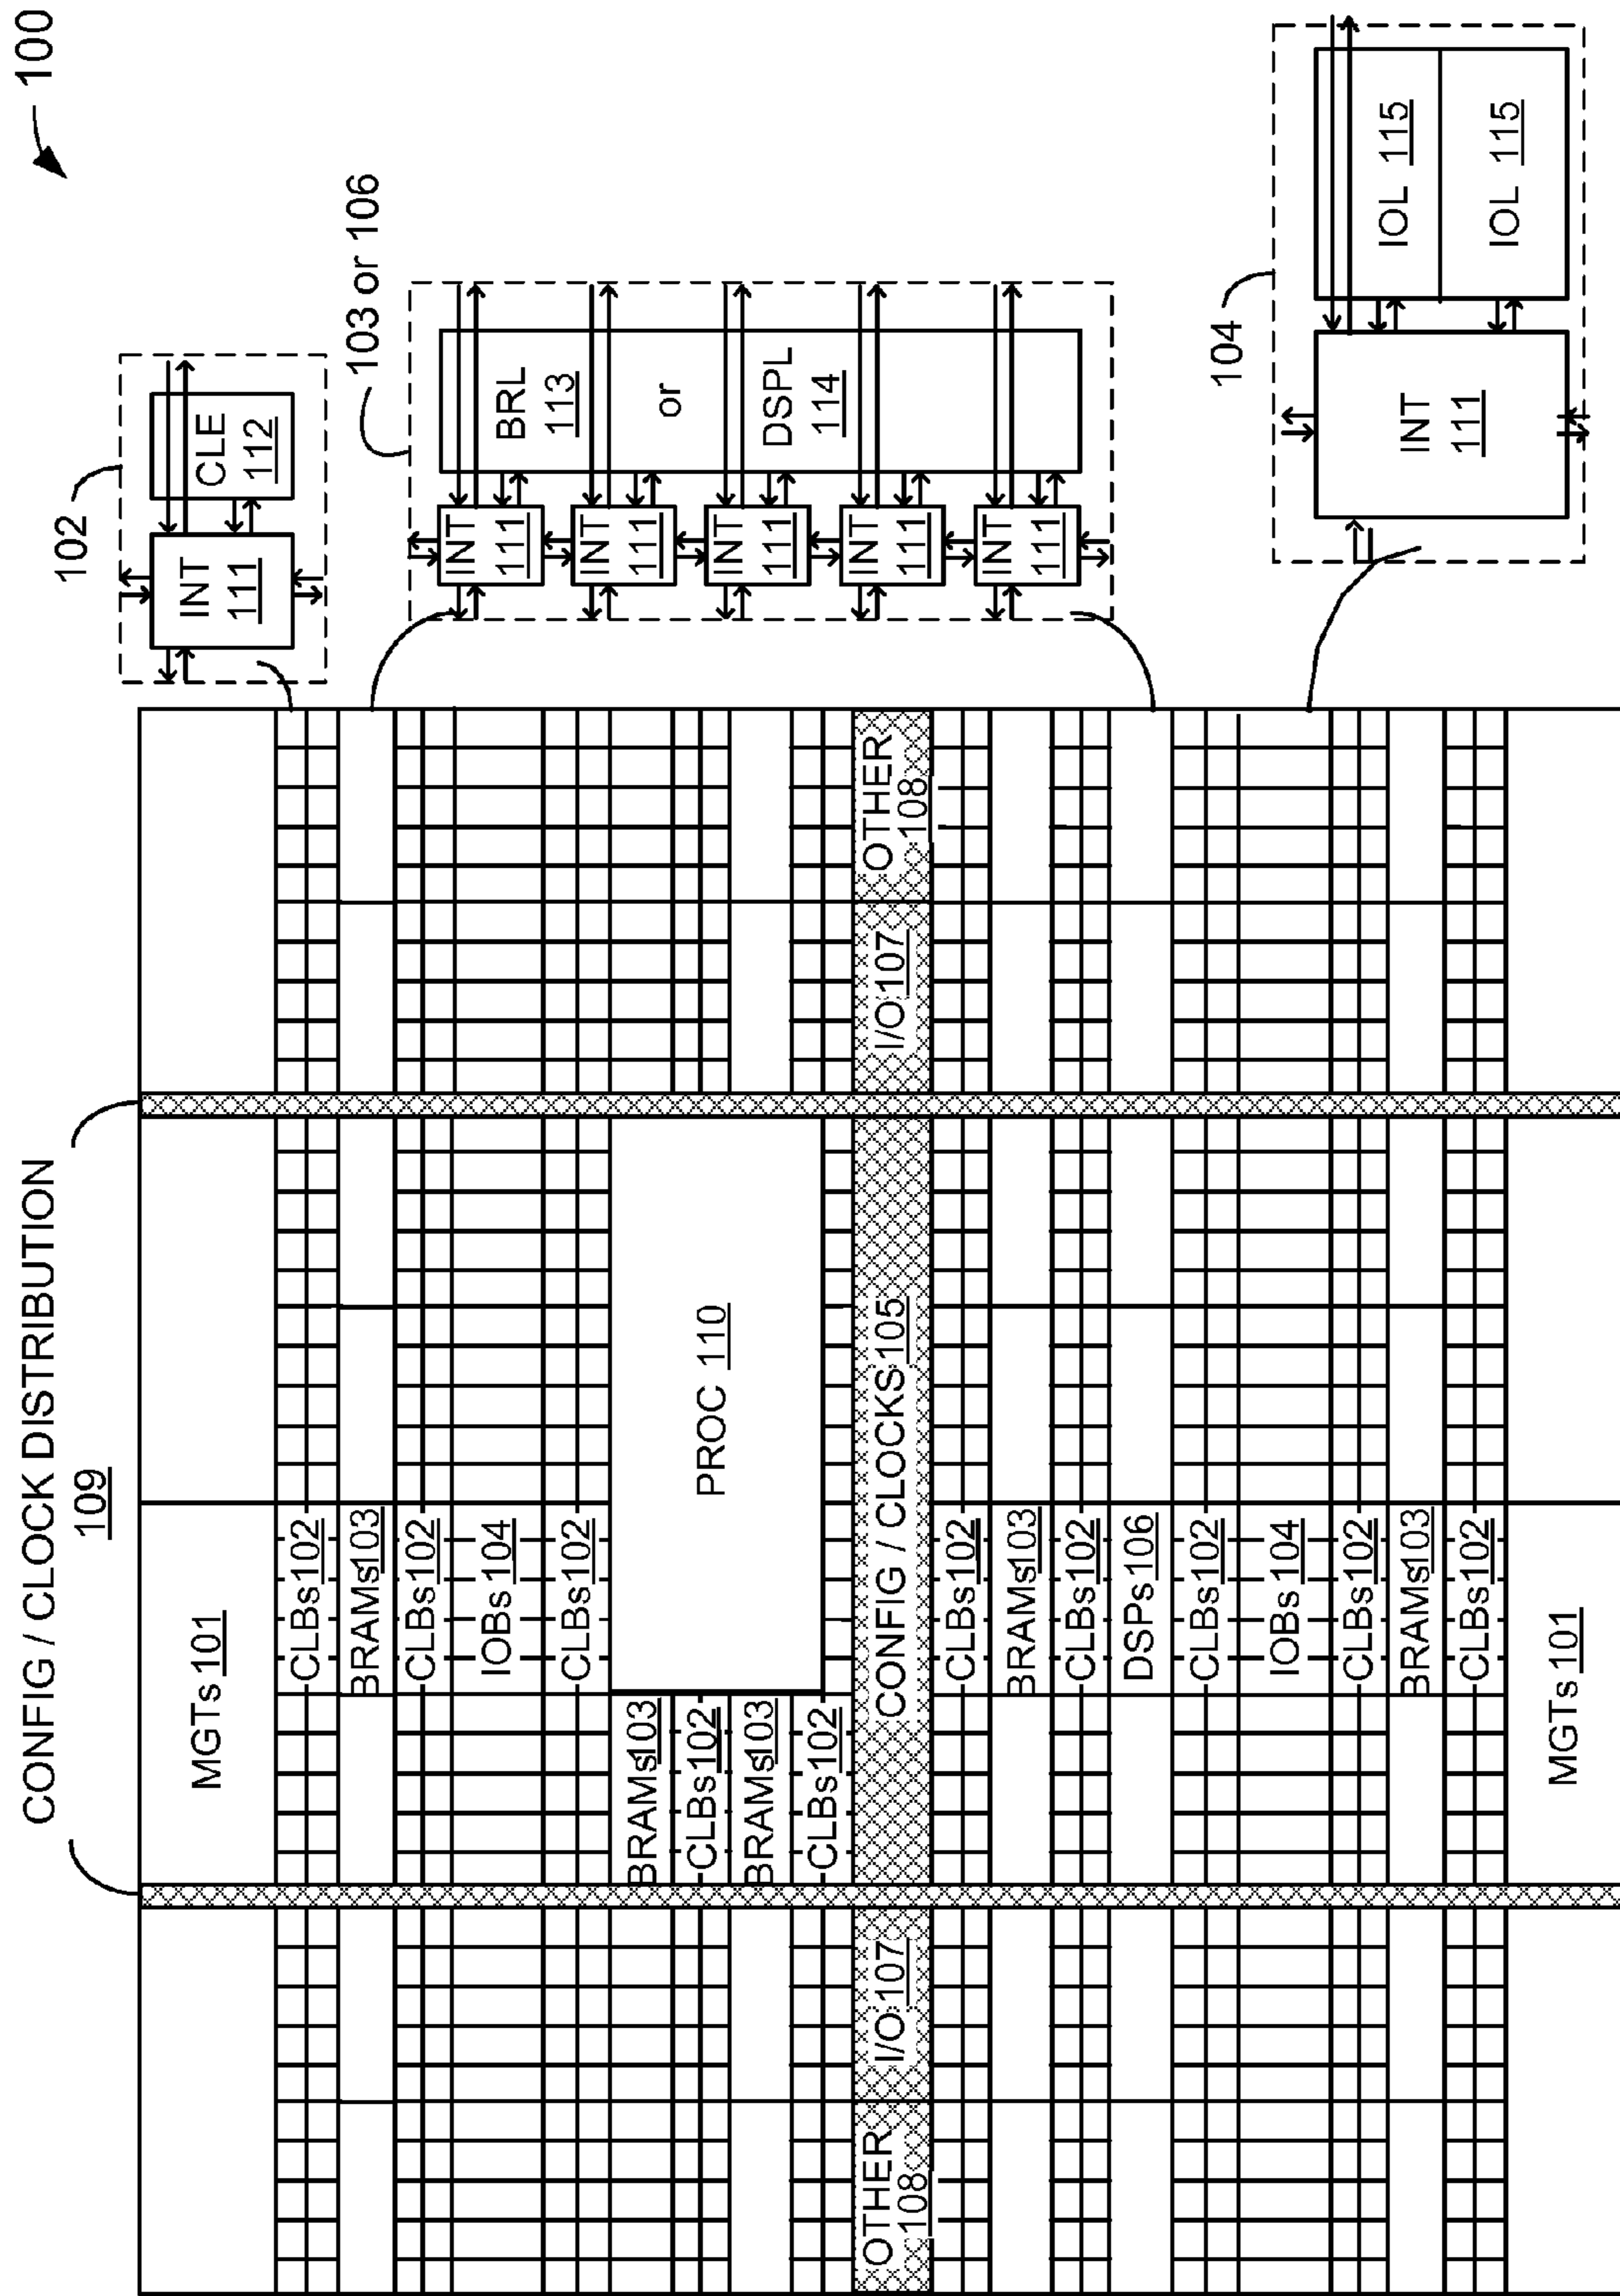 100
CONFIG / CLOCK DISTRIBUTION
109
MGTs 101
CLBs 102
BRAMs 103
CLBs 102
IOBs 104
CLBs 102
PROC 110
BRAMs 103
CLBs 102
BRAMs 103
CLBs 102
OTHER
108
I/O 107
CONFIG / CLOCKS 105
I/O 107
OTHER
108
CLBs 102
BRAMs 103
CLBs 102
DSPs 106
CLBs 102
IOBs 104
CLBs 102
BRAMs 103
CLBs 102
MGTs 101
102
INT
111
CLE
112
103 or 106
INT
111
INT
111
INT
111
INT
111
INT
111
BRL
113
or
DSPL
114
104
INT
111
IOL 115
IOL 115